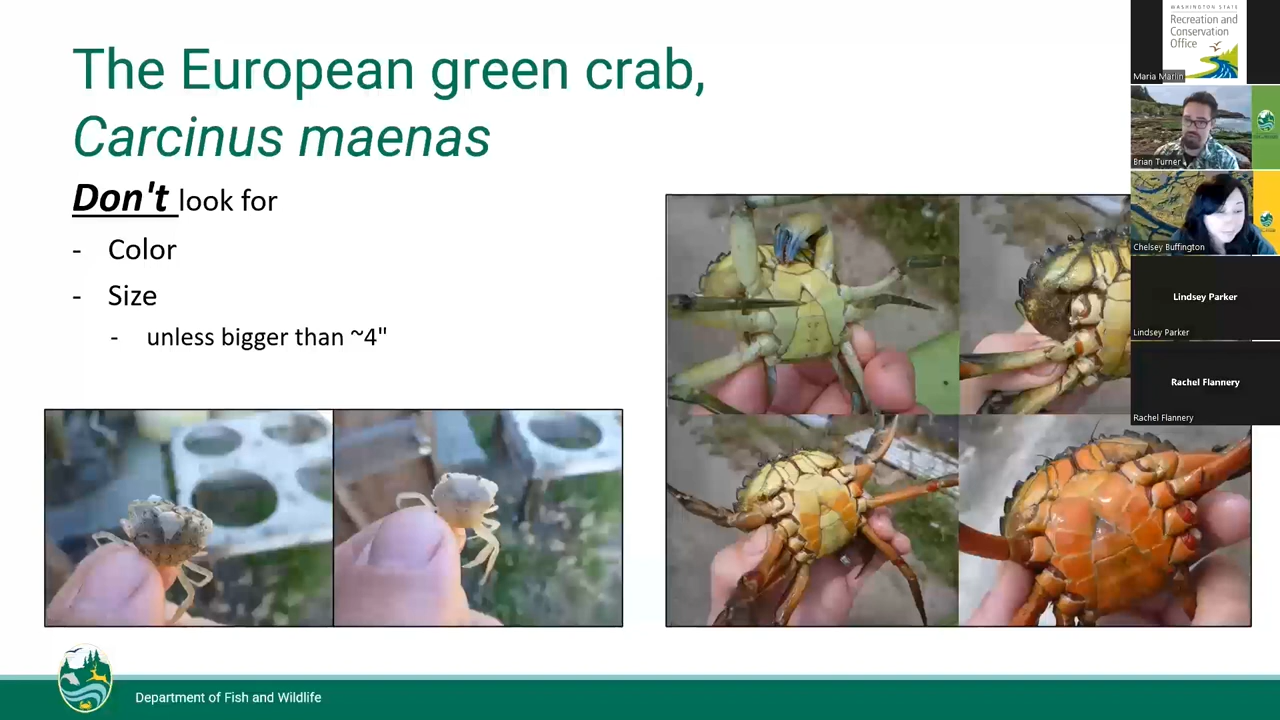 The European green crab,
Carcinus maenas
Don't look for
- Color
- Size
- unless bigger than ~4"
Department of Fish and Wildlife
WASHINGTON STATE
Recreation and
Conservation
Office
Maria Marlin
Brian Turner
Chelsey Buffington
Lindsey Parker
Lindsey Parker
Rachel Flannery
Rachel Flannery